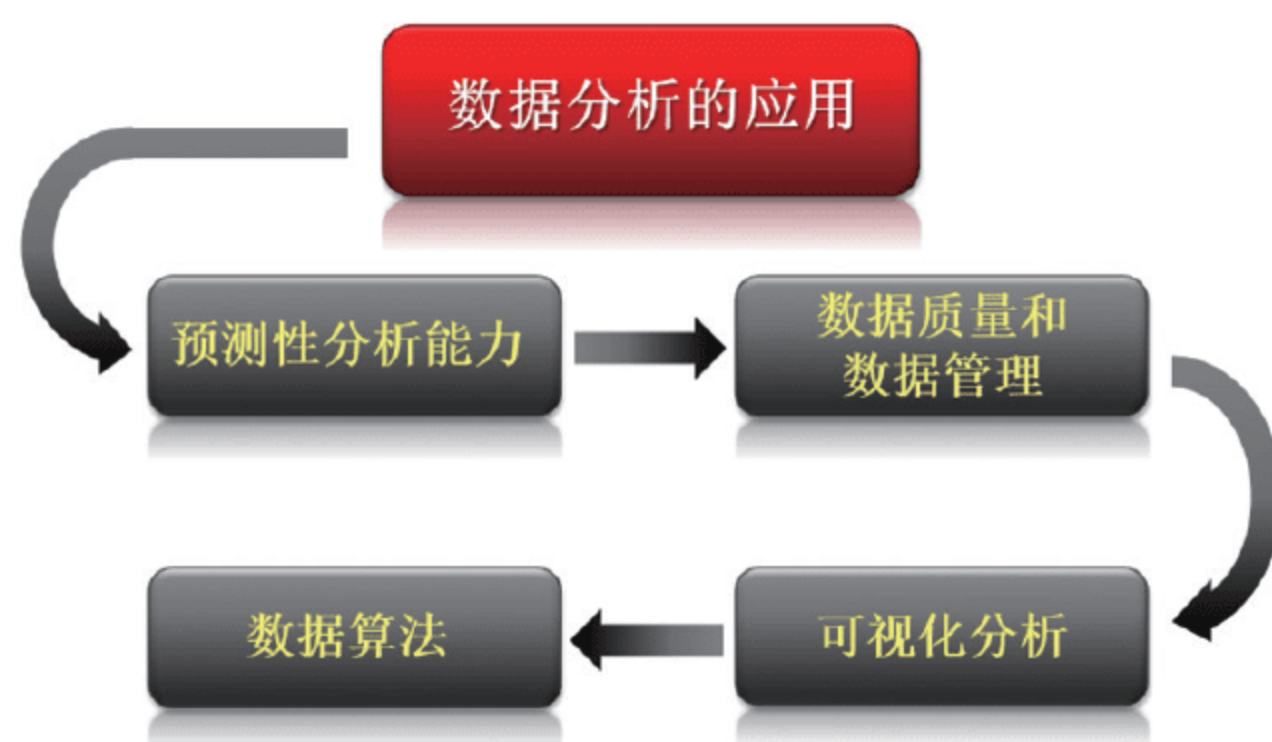 数据分析的应用
预测性分析能力
数据质量和
数据管理
可视化分析
数据算法